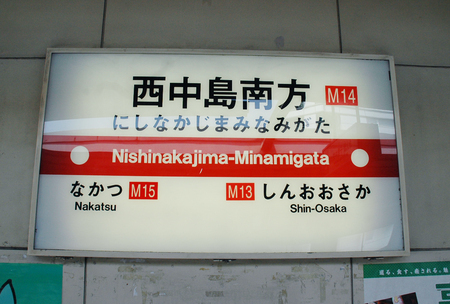 西中島南方 M14
にしなかじまみなみがた
Nishinakajima-Minamigata
なかつ M15 M13 しんおおさか
Nakatsu Shin-Osaka